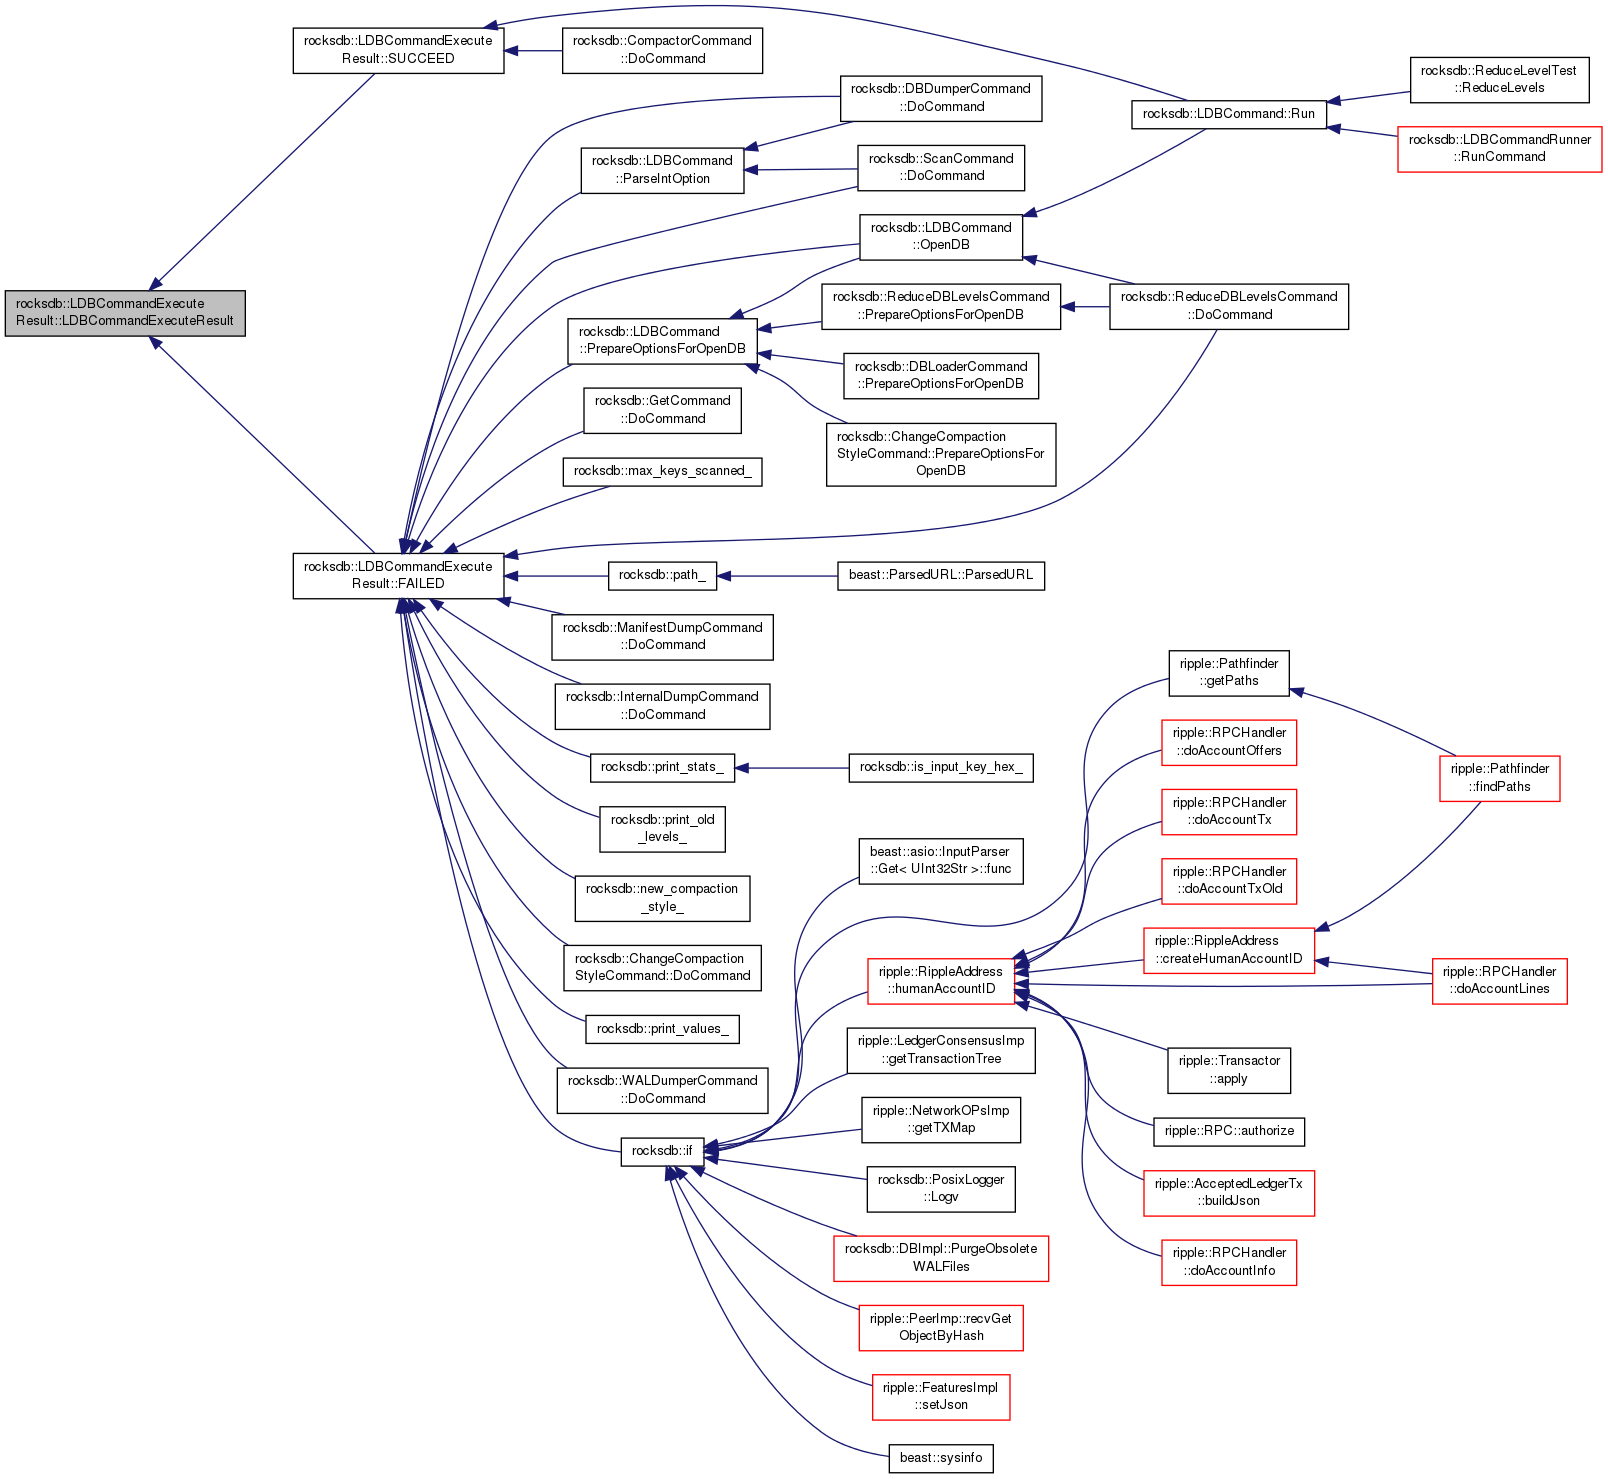 rocksdb::LDBCommandExecute
Result::LDBCommandExecuteResult
rocksdb::LDBCommandExecute
Result::SUCCEED
rocksdb::LDBCommandExecute
Result::FAILED
rocksdb::CompactorCommand
::DoCommand
rocksdb::LDBCommand
::ParseIntOption
rocksdb::LDBCommand
::PrepareOptionsForOpenDB
rocksdb::GetCommand
::DoCommand
rocksdb::max_keys_scanned_
rocksdb::path_
rocksdb::ManifestDumpCommand
::DoCommand
rocksdb::InternalDumpCommand
::DoCommand
rocksdb::print_stats_
rocksdb::print_old
_levels_
rocksdb::new_compaction
_style_
rocksdb::ChangeCompaction
StyleCommand::DoCommand
rocksdb::print_values_
rocksdb::WALDumperCommand
::DoCommand
rocksdb::if
rocksdb::DBDumperCommand
::DoCommand
rocksdb::ScanCommand
::DoCommand
rocksdb::LDBCommand
::OpenDB
rocksdb::ReduceDBLevelsCommand
::PrepareOptionsForOpenDB
rocksdb::DBLoaderCommand
::PrepareOptionsForOpenDB
rocksdb::ChangeCompaction
StyleCommand::PrepareOptionsFor
OpenDB
beast::ParsedURL::ParsedURL
rocksdb::is_input_key_hex_
beast::asio::InputParser
::Get< UInt32Str >::func
ripple::RippleAddress
::humanAccountID
ripple::LedgerConsensusImp
::getTransactionTree
ripple::NetworkOPsImp
::getTXMap
rocksdb::PosixLogger
::Logv
rocksdb::DBImpl::PurgeObsolete
WALFiles
ripple::PeerImp::recvGet
ObjectByHash
ripple::FeaturesImpl
::setJson
beast::sysinfo
rocksdb::LDBCommand::Run
rocksdb::ReduceDBLevelsCommand
::DoCommand
ripple::Pathfinder
::getPaths
ripple::RPCHandler
::doAccountOffers
ripple::RPCHandler
::doAccountTx
ripple::RPCHandler
::doAccountTxOld
ripple::RippleAddress
::createHumanAccountID
ripple::Transactor
::apply
ripple::RPC::authorize
ripple::AcceptedLedgerTx
::buildJson
ripple::RPCHandler
::doAccountInfo
rocksdb::ReduceLevelTest
::ReduceLevels
rocksdb::LDBCommandRunner
::RunCommand
ripple::Pathfinder
::findPaths
ripple::RPCHandler
::doAccountLines